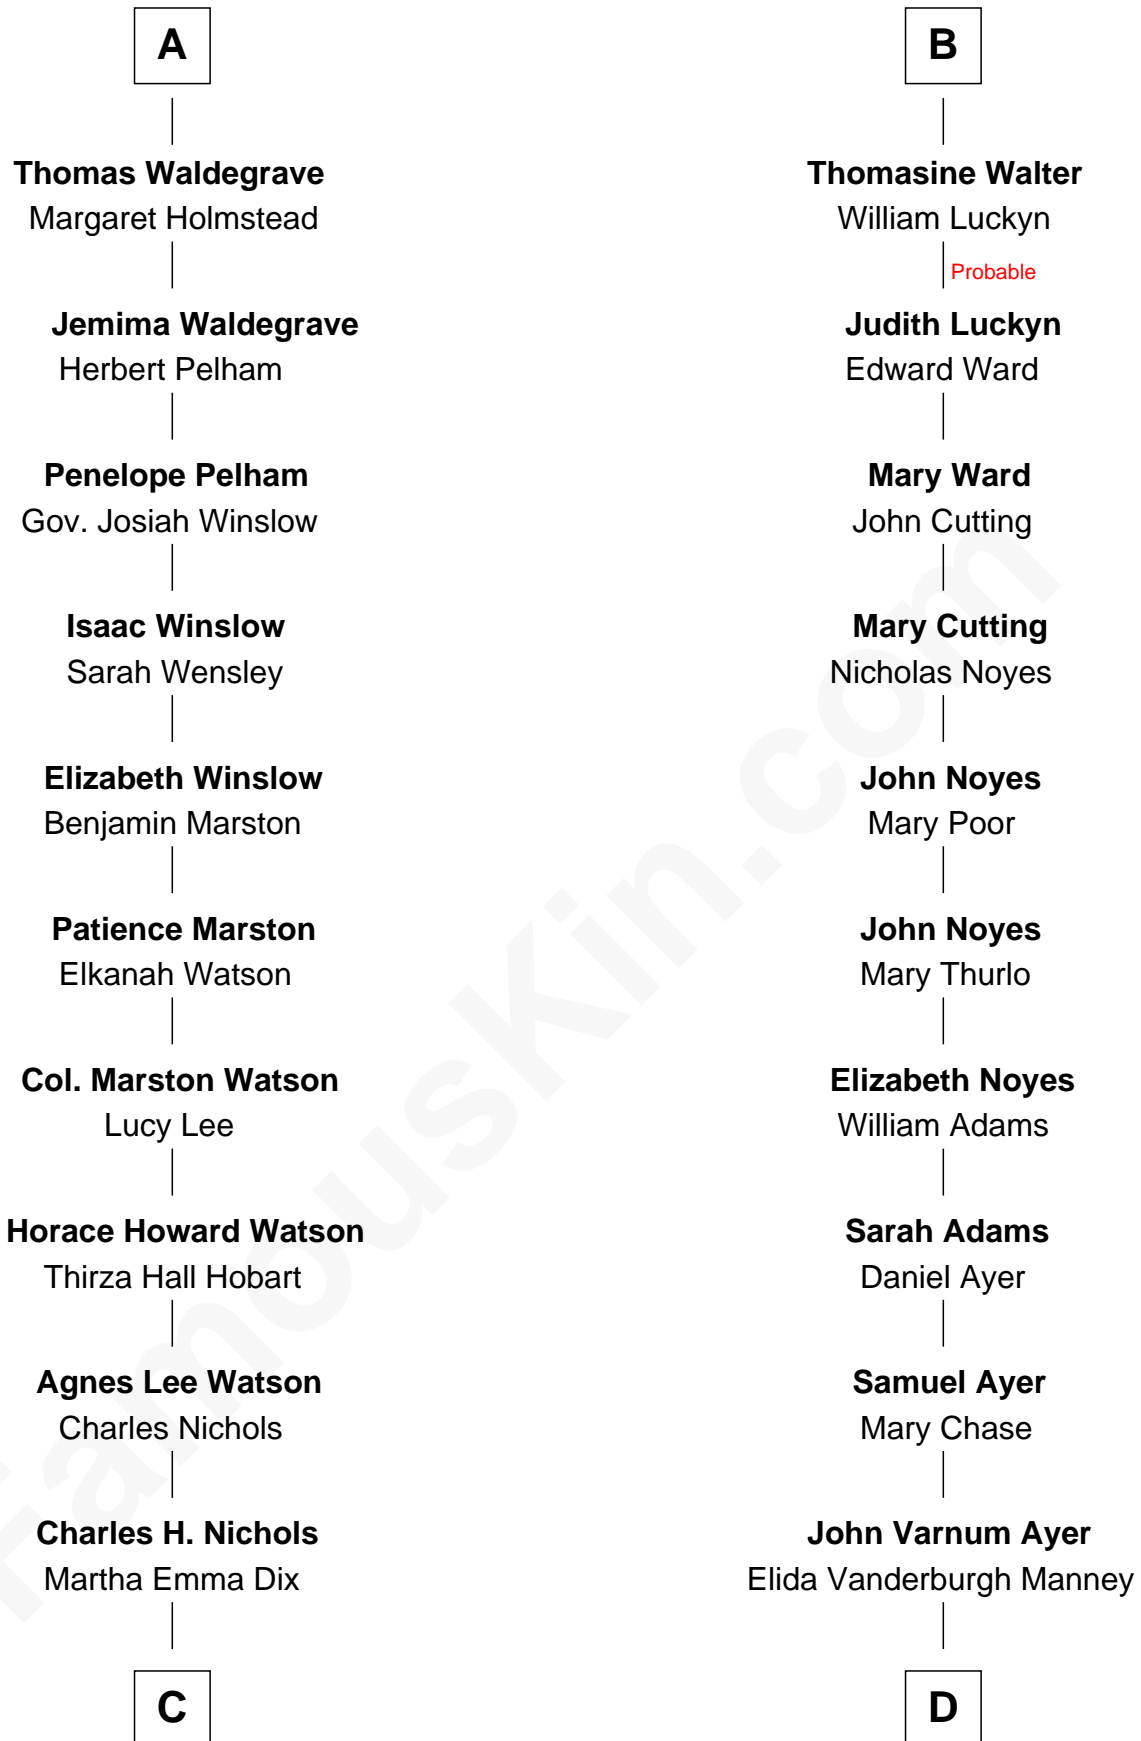 A
Thomas Waldegrave
Margaret Holmstead
Jemima Waldegrave
Herbert Pelham
Penelope Pelham
Gov. Josiah Winslow
Isaac Winslow
Sarah Wensley
Elizabeth Winslow
Benjamin Marston
Patience Marston
Elkanah Watson
Col. Marston Watson
Lucy Lee
Horace Howard Watson
Thirza Hall Hobart
Agnes Lee Watson
Charles Nichols
Charles H. Nichols
Martha Emma Dix
C
B
Thomasine Walter
William Luckyn
Probable
Judith Luckyn
Edward Ward
Mary Ward
John Cutting
Mary Cutting
Nicholas Noyes
John Noyes
Mary Poor
John Noyes
Mary Thurlo
Elizabeth Noyes
William Adams
Sarah Adams
Daniel Ayer
Samuel Ayer
Mary Chase
John Varnum Ayer
Elida Vanderburgh Manney
D
FamousKin.com